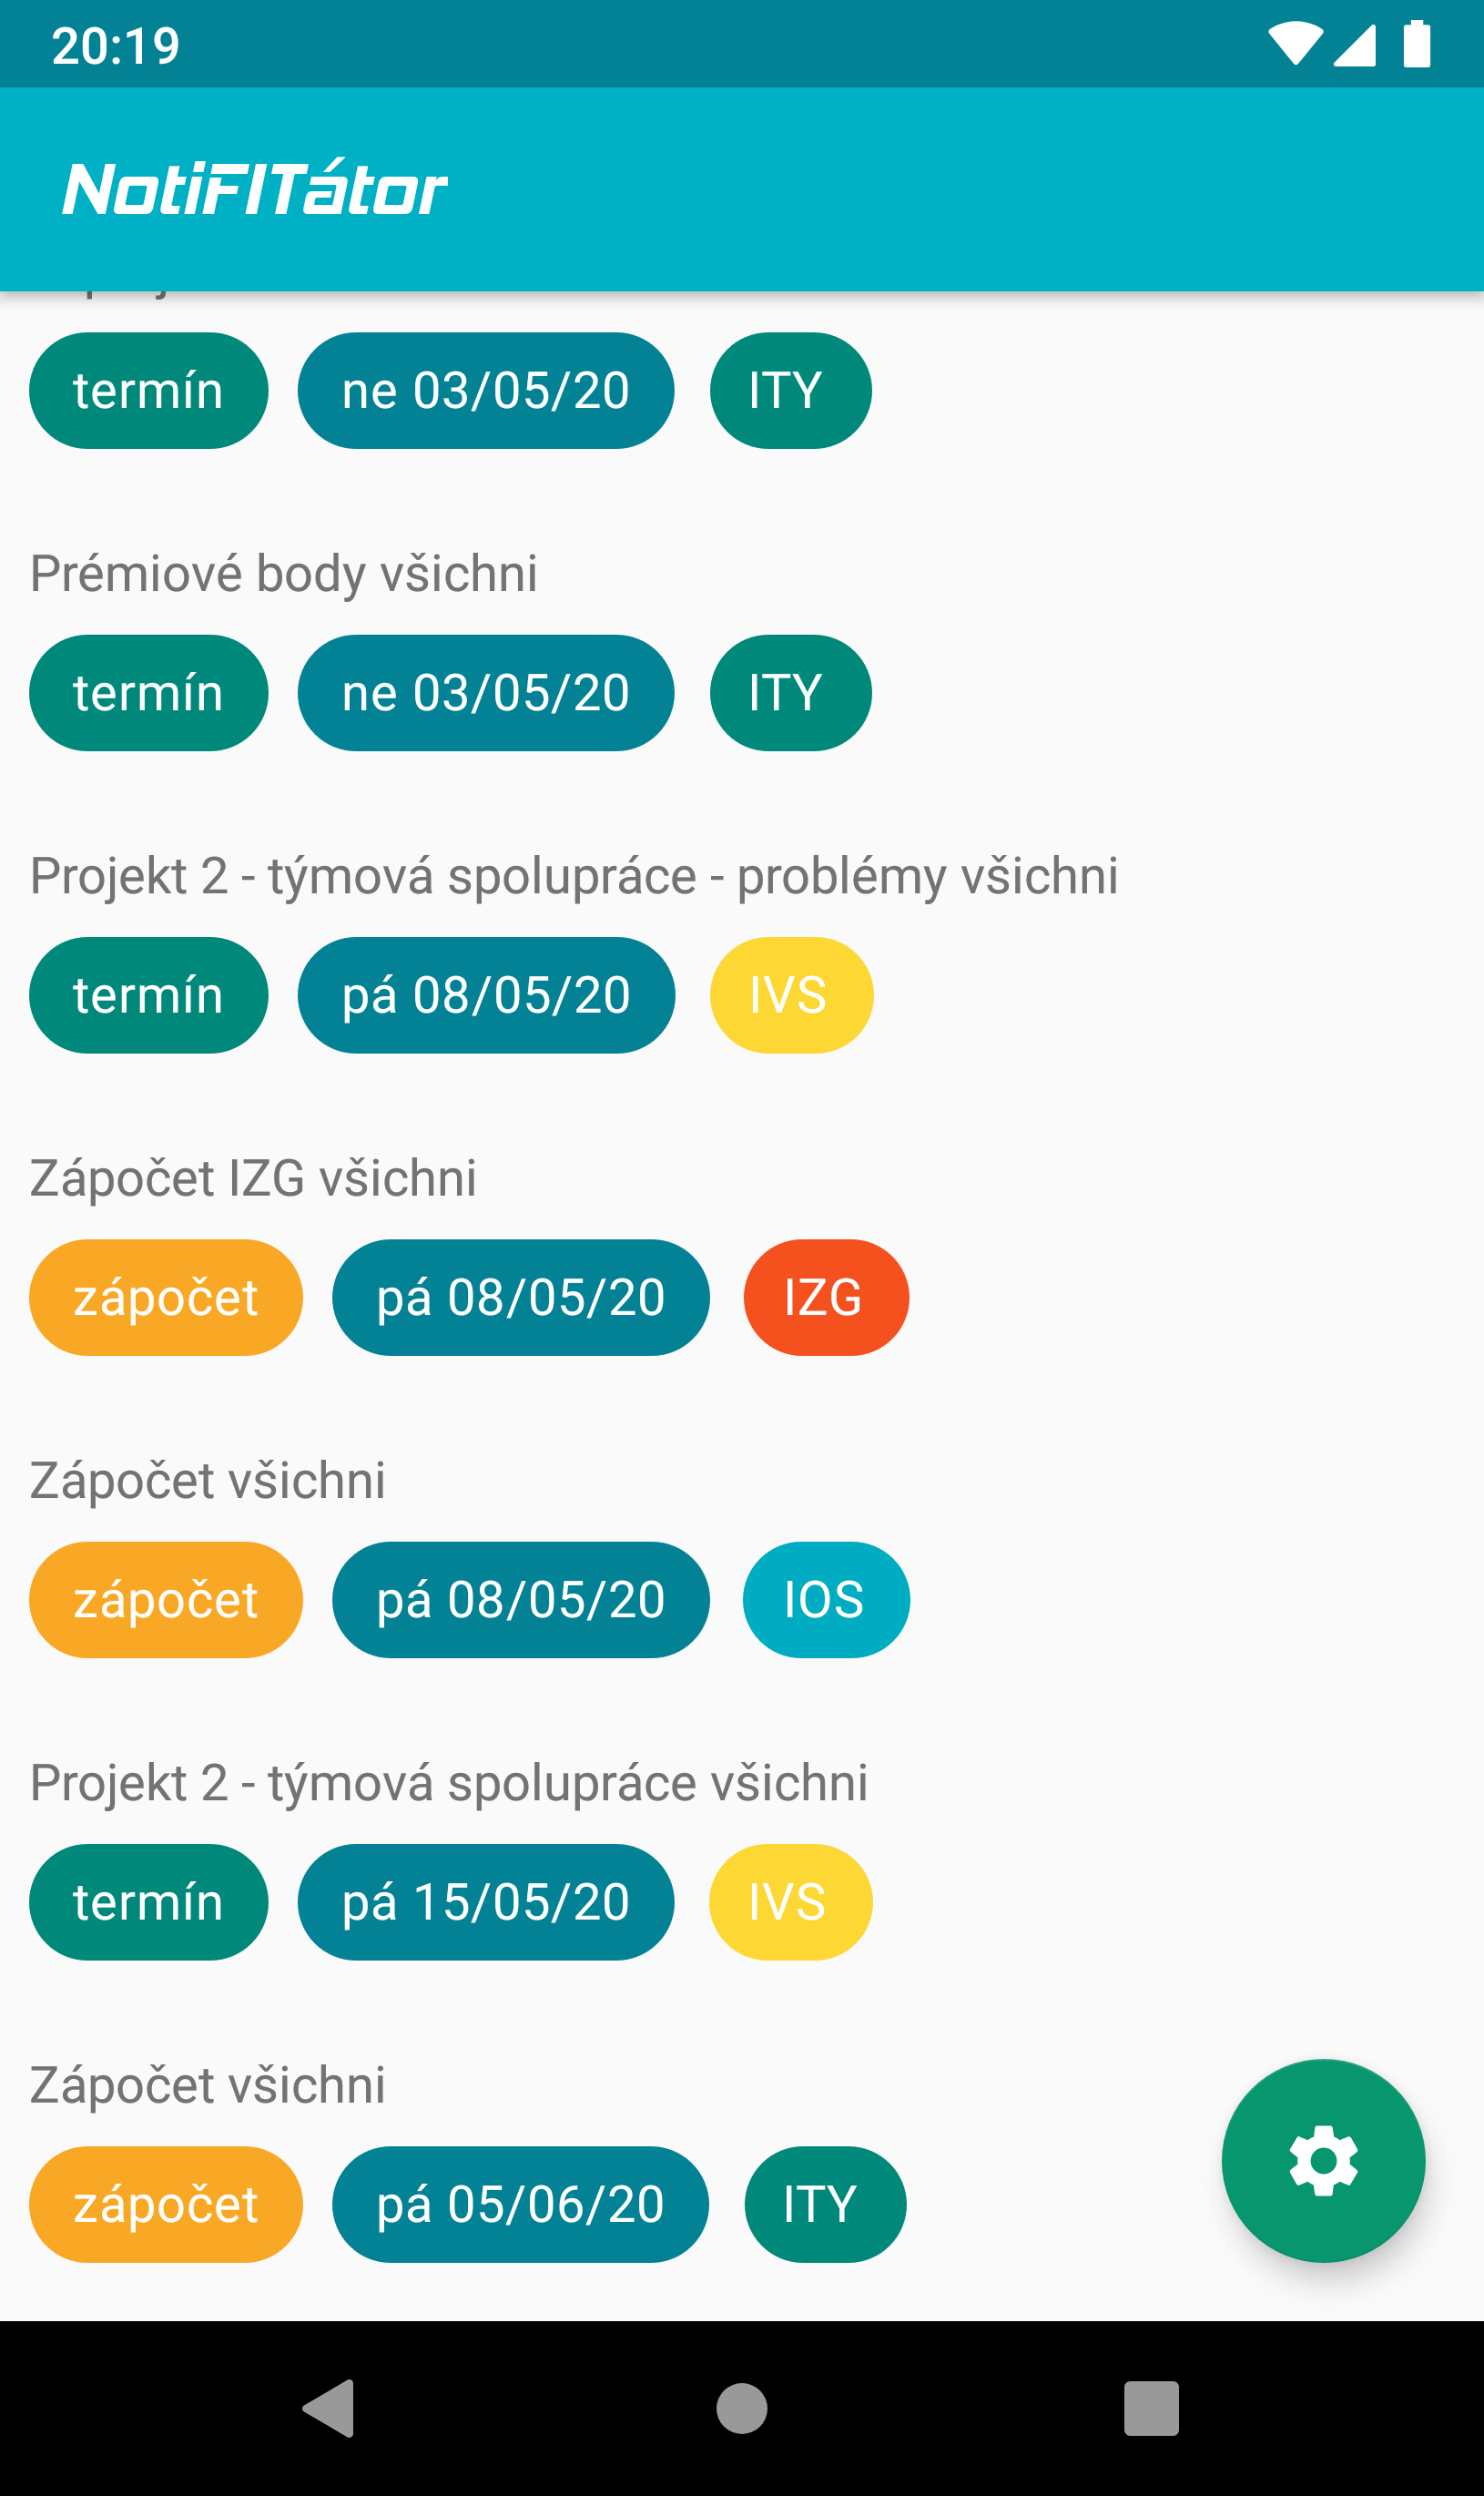 20:19
NotiFITátor
termín ne 03/05/20 ITY
Prémiové body všichni
termín ne 03/05/20 ITY
Projekt 2 - týmová spolupráce - problémy všichni
termín pá 08/05/20 IVS
Zápočet IZG všichni
zápočet pá 08/05/20 IZG
Zápočet všichni
zápočet pá 08/05/20 IOS
Projekt 2 - týmová spolupráce všichni
termín pá 15/05/20 IVS
Zápočet všichni
zápočet pá 05/06/20 ITY